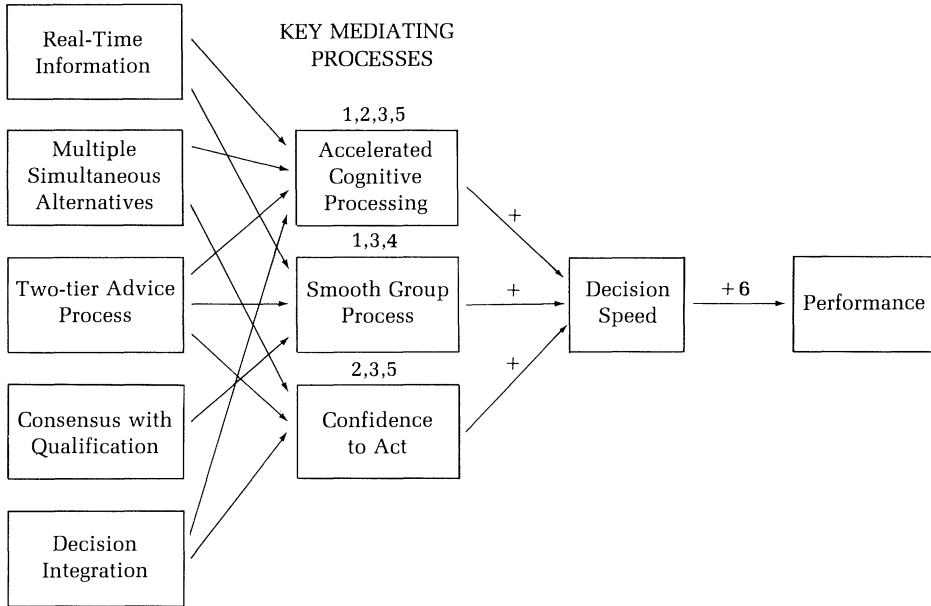 Real-Time
Information
Multiple
Simultaneous
Alternatives
Two-tier Advice
Process
Consensus with
Qualification
Decision
Integration
KEY MEDIATING
PROCESSES
1,2,3,5
Accelerated
Cognitive
Processing
1,3,4
Smooth Group
Process
2,3,5
Confidence
to Act
+
+
+
Decision
Speed
+6
Performance